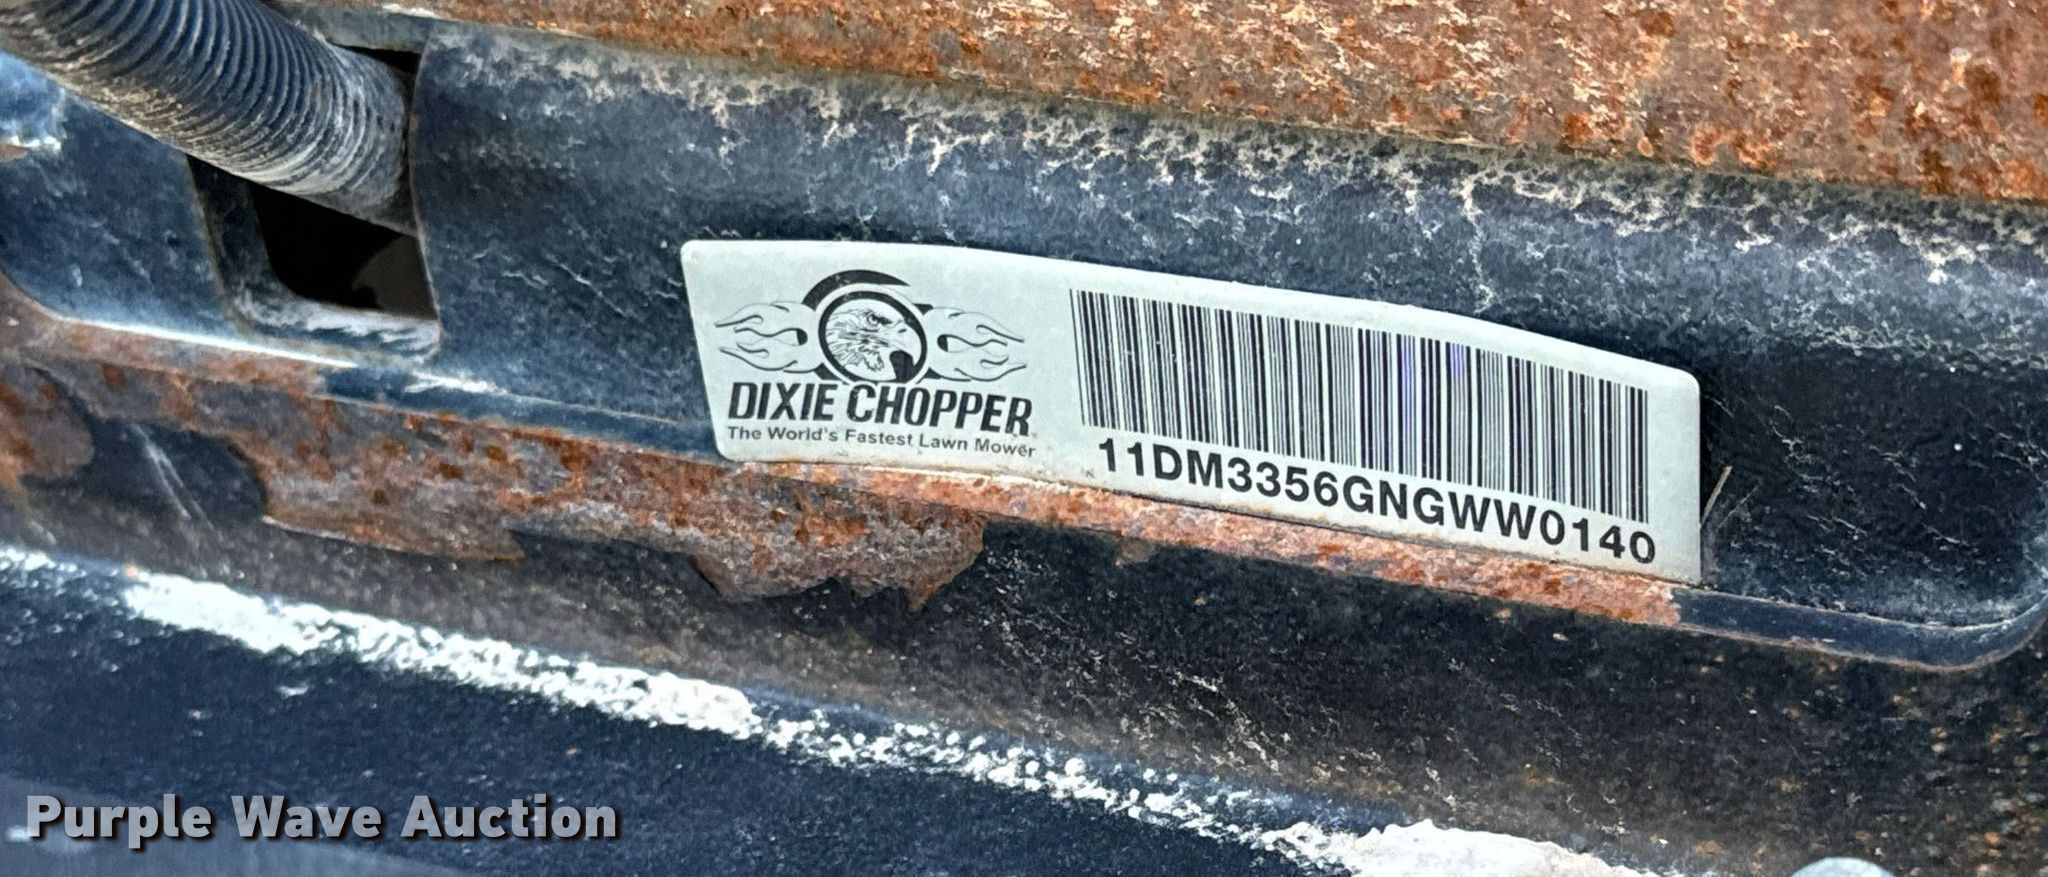 DIXIE CHOPPER
The World's Fastest Lawn Mower
11DM3356GNGWW0140
Purple Wave Auction